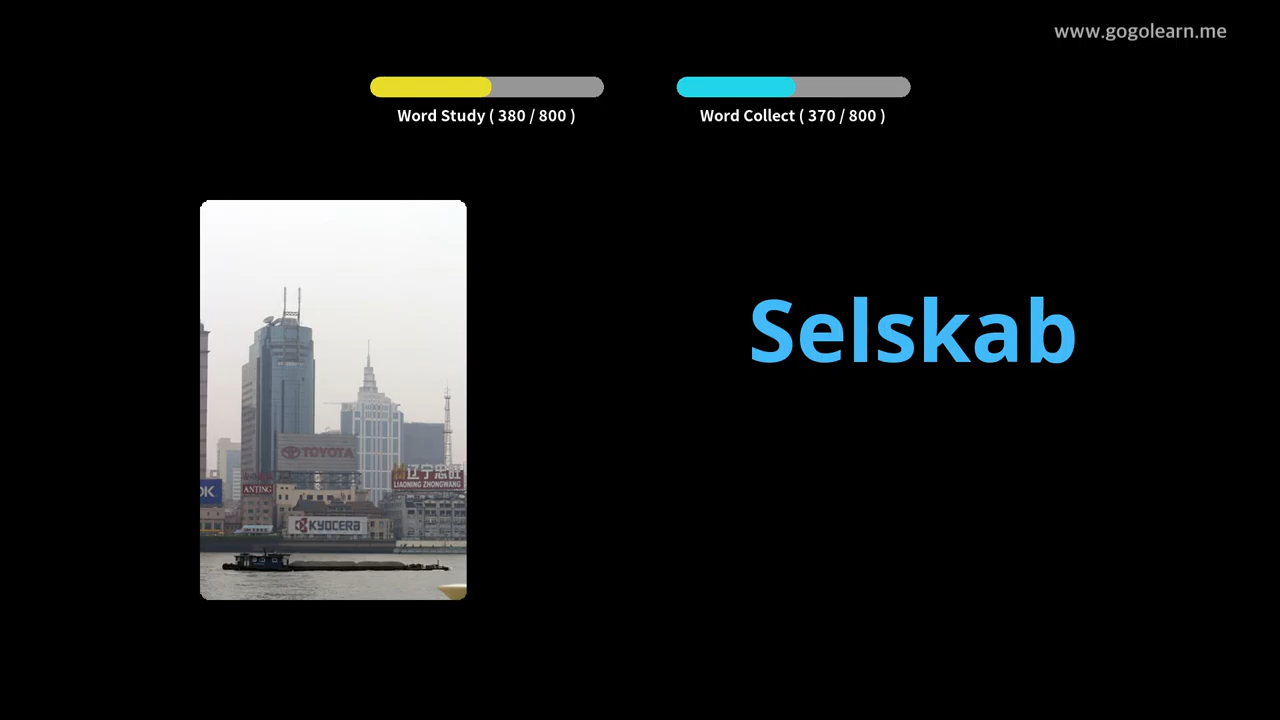 www.gogolearn.me
Word Study ( 380 / 800 )
Word Collect ( 370 / 800 )
Selskab
TOYOTA
辽宁忠旺
LIAONING ZHONGWANG
OK
ANTING
KYOCERA